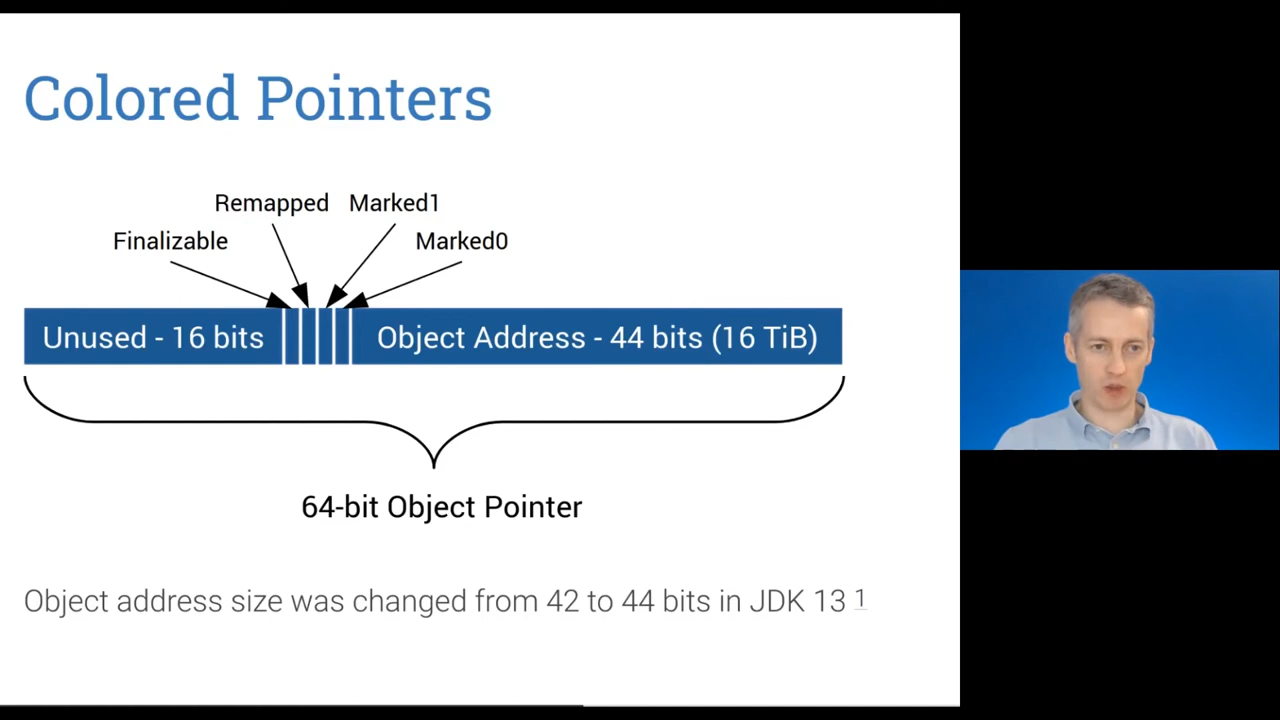 Colored Pointers
Remapped Marked1
Finalizable Marked0
Unused - 16 bits Object Address - 44 bits (16 TiB)
64-bit Object Pointer
Object address size was changed from 42 to 44 bits in JDK 13 1